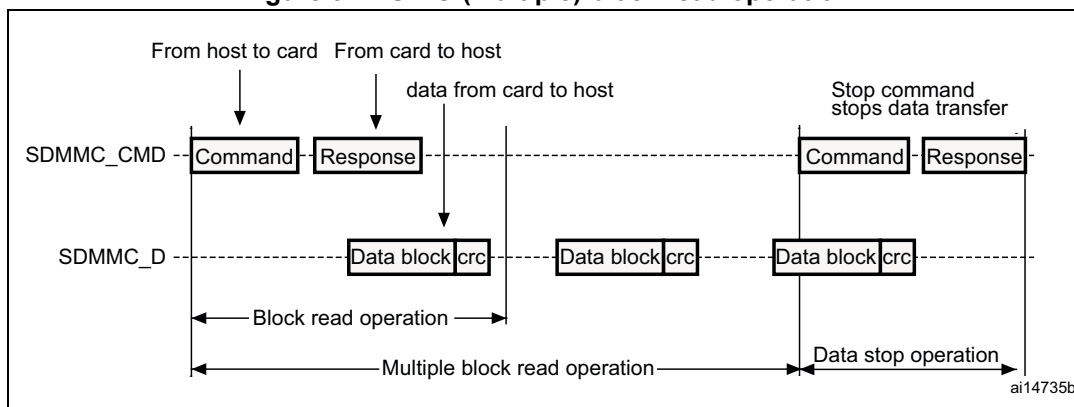 From host to card From card to host
data from card to host
Stop command
stops data transfer
SDMMC_CMD Command Response Command Response
SDMMC_D Data block crc Data block crc Data block crc
Block read operation
Multiple block read operation
Data stop operation
ai14735b